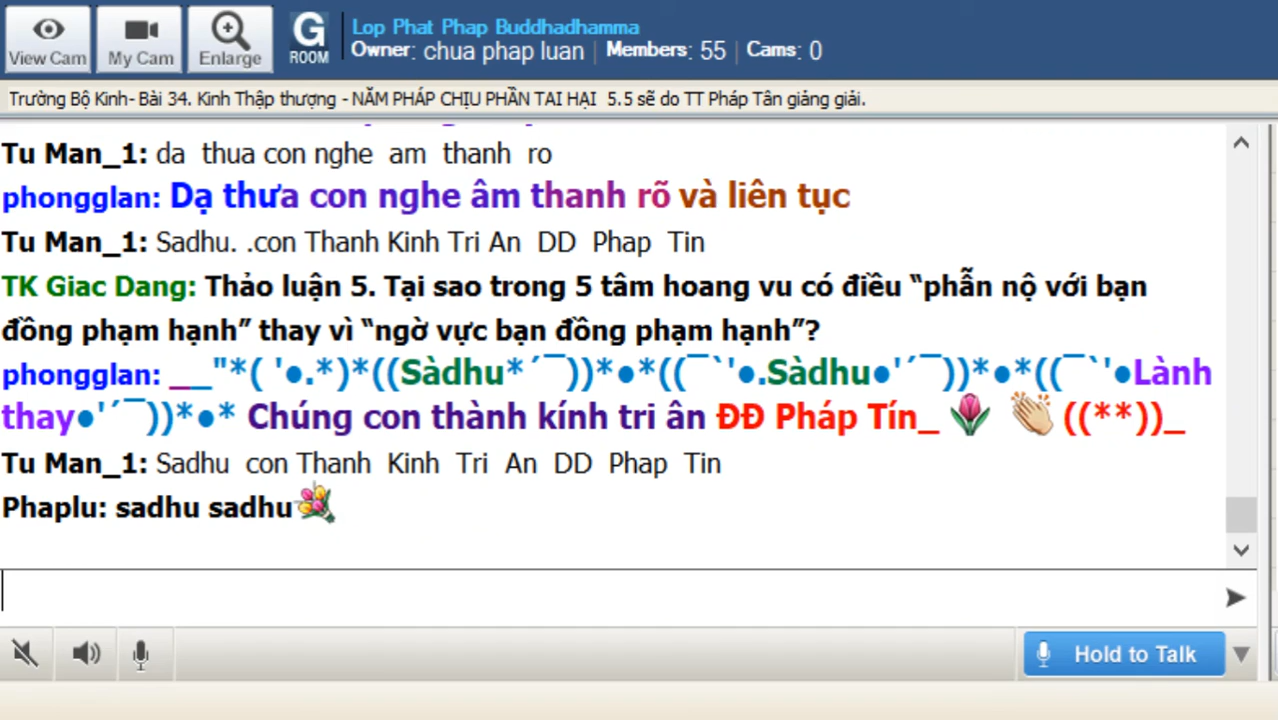 View Cam
My Cam
Enlarge
G
ROOM
Lop Phat Phap Buddhadhamma
Owner: chua phap luan | Members: 55 | Cams: 0
Trường Bộ Kinh- Bài 34. Kinh Thập thượng - NĂM PHÁP CHỊU PHẦN TAI HẠI 5.5 sẽ do TT Pháp Tân giảng giải.
Tu Man_1: da thua con nghe am thanh ro
phongglan: Dạ thưa con nghe âm thanh rõ và liên tục
Tu Man_1: Sadhu. .con Thanh Kinh Tri An DD Phap Tin
TK Giac Dang: Thảo luận 5. Tại sao trong 5 tâm hoang vu có điều “phẫn nộ với bạn
đồng phạm hạnh” thay vì “ngờ vực bạn đồng phạm hạnh”?
phongglan: __"*( '●.*)*((Sàdhu*´¯))*●*((¯`'●.Sàdhu●'´¯))*●*((¯`'●Lành
thay●'´¯))*●* Chúng con thành kính tri ân ĐĐ Pháp Tín_🌷 👏((**))_
Tu Man_1: Sadhu con Thanh Kinh Tri An DD Phap Tin
Phaplu: sadhu sadhu💐
Hold to Talk